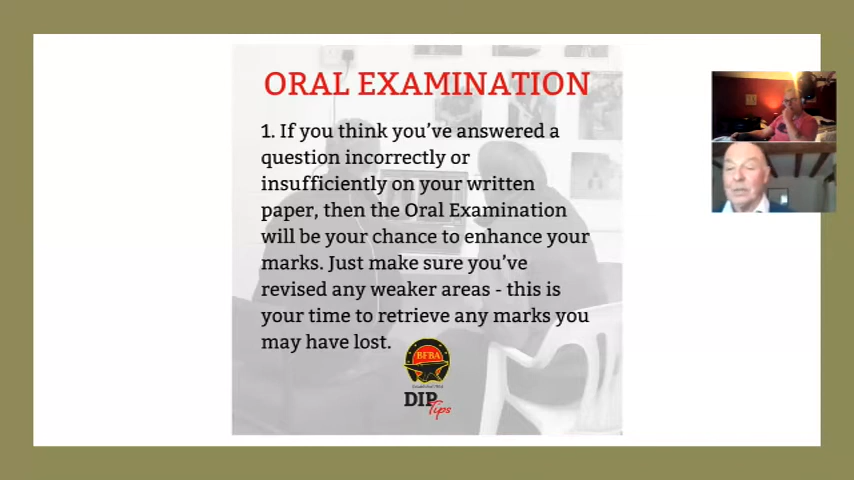 ORAL EXAMINATION
1. If you think you've answered a
question incorrectly or
insufficiently on your written
paper, then the Oral Examination
will be your chance to enhance your
marks. Just make sure you've
revised any weaker areas - this is
your time to retrieve any marks you
may have lost.
BFBA
DIP
Tips